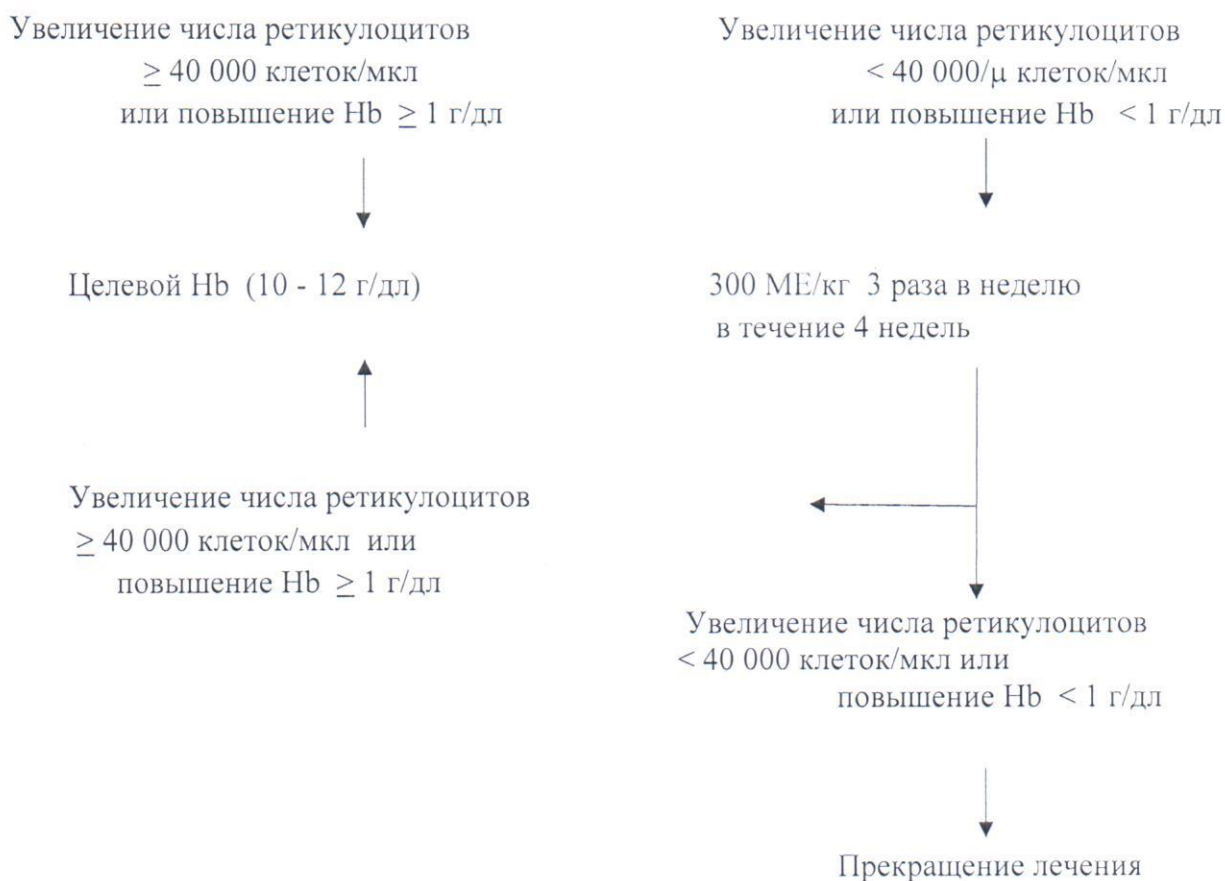 Увеличение числа ретикулоцитов
≥ 40 000 клеток/мкл
или повышение Hb ≥ 1 г/дл
Целевой Hb (10 - 12 г/дл)
Увеличение числа ретикулоцитов
≥ 40 000 клеток/мкл или
повышение Hb ≥ 1 г/дл
Увеличение числа ретикулоцитов
< 40 000/μ клеток/мкл
или повышение Hb < 1 г/дл
300 МЕ/кг 3 раза в неделю
в течение 4 недель
Увеличение числа ретикулоцитов
< 40 000 клеток/мкл или
повышение Hb < 1 г/дл
Прекращение лечения